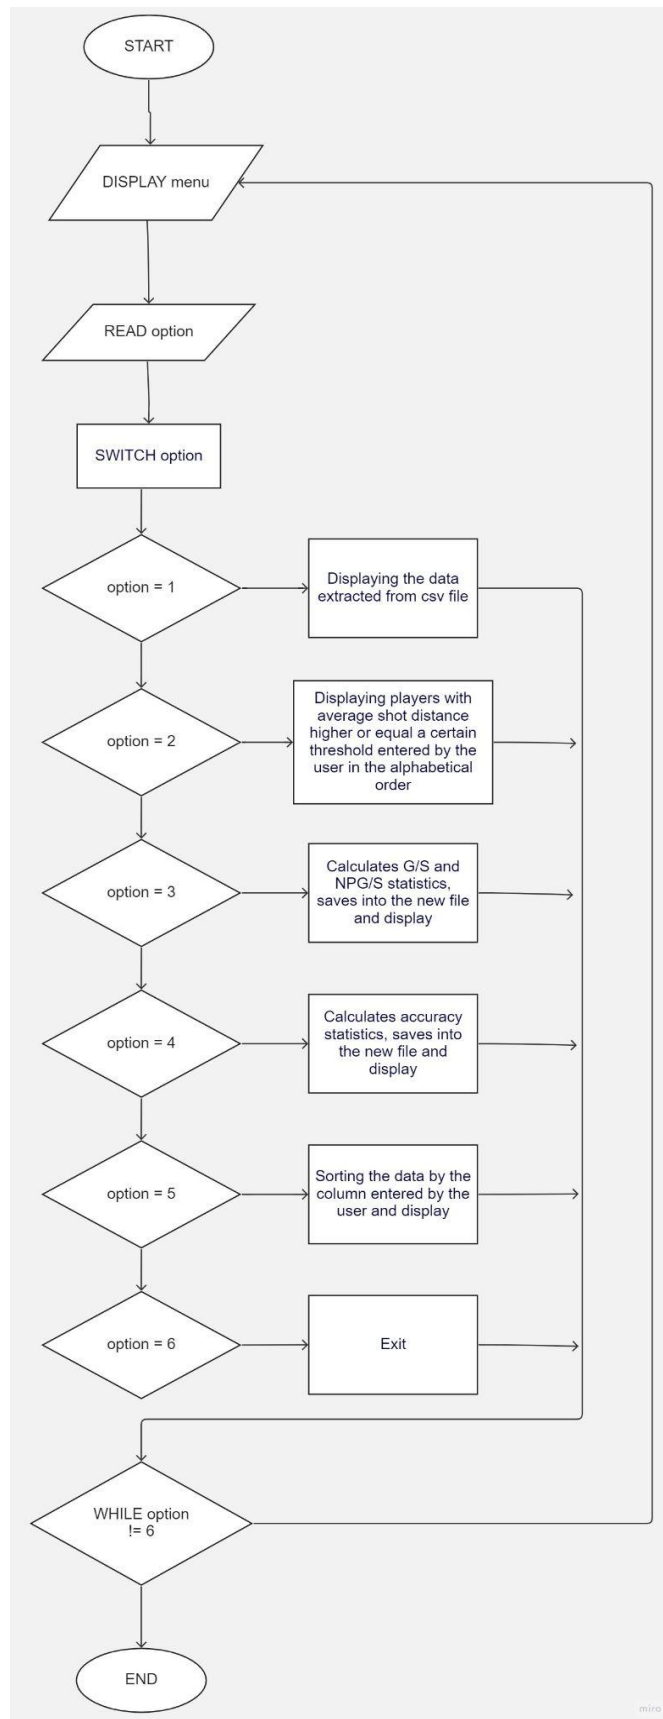 START
DISPLAY menu
READ option
SWITCH option
option = 1
Displaying the data
extracted from csv file
option = 2
Displaying players with
average shot distance
higher or equal a certain
threshold entered by the
user in the alphabetical
order
option = 3
Calculates G/S and
NPG/S statistics,
saves into the new file
and display
option = 4
Calculates accuracy
statistics, saves into
the new file and
display
option = 5
Sorting the data by the
column entered by the
user and display
option = 6
Exit
WHILE option
!= 6
END
miro